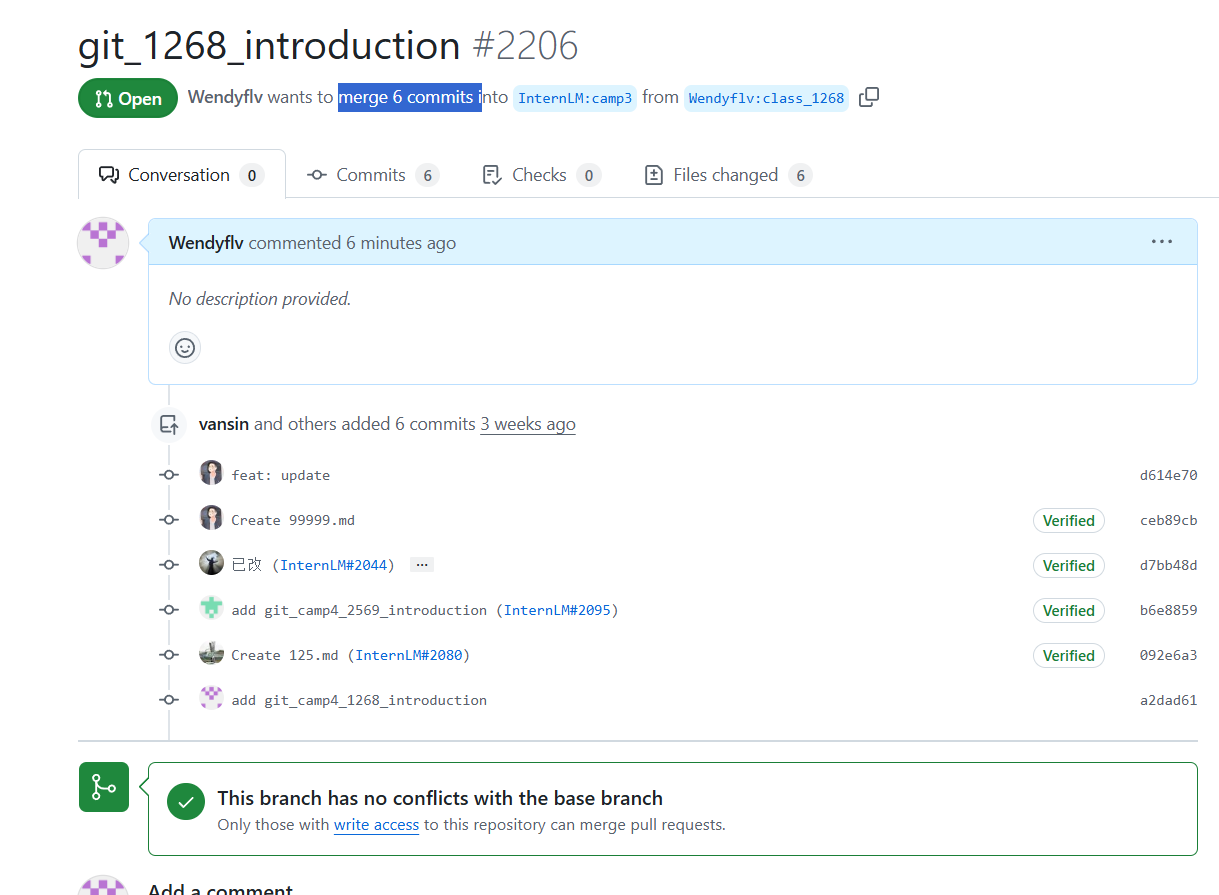 git_1268_introduction #2206
Open Wendyflv wants to merge 6 commits into InternLM:camp3 from Wendyflv:class_1268
Conversation 0 Commits 6 Checks 0 Files changed 6
Wendyflv commented 6 minutes ago ...
No description provided.
vansin and others added 6 commits 3 weeks ago
feat: update d614e70
Create 99999.md Verified ceb89cb
已改 (InternLM#2044) ... Verified d7bb48d
add git_camp4_2569_introduction (InternLM#2095) Verified b6e8859
Create 125.md (InternLM#2080) Verified 092e6a3
add git_camp4_1268_introduction a2dad61
This branch has no conflicts with the base branch
Only those with write access to this repository can merge pull requests.
Add a comment